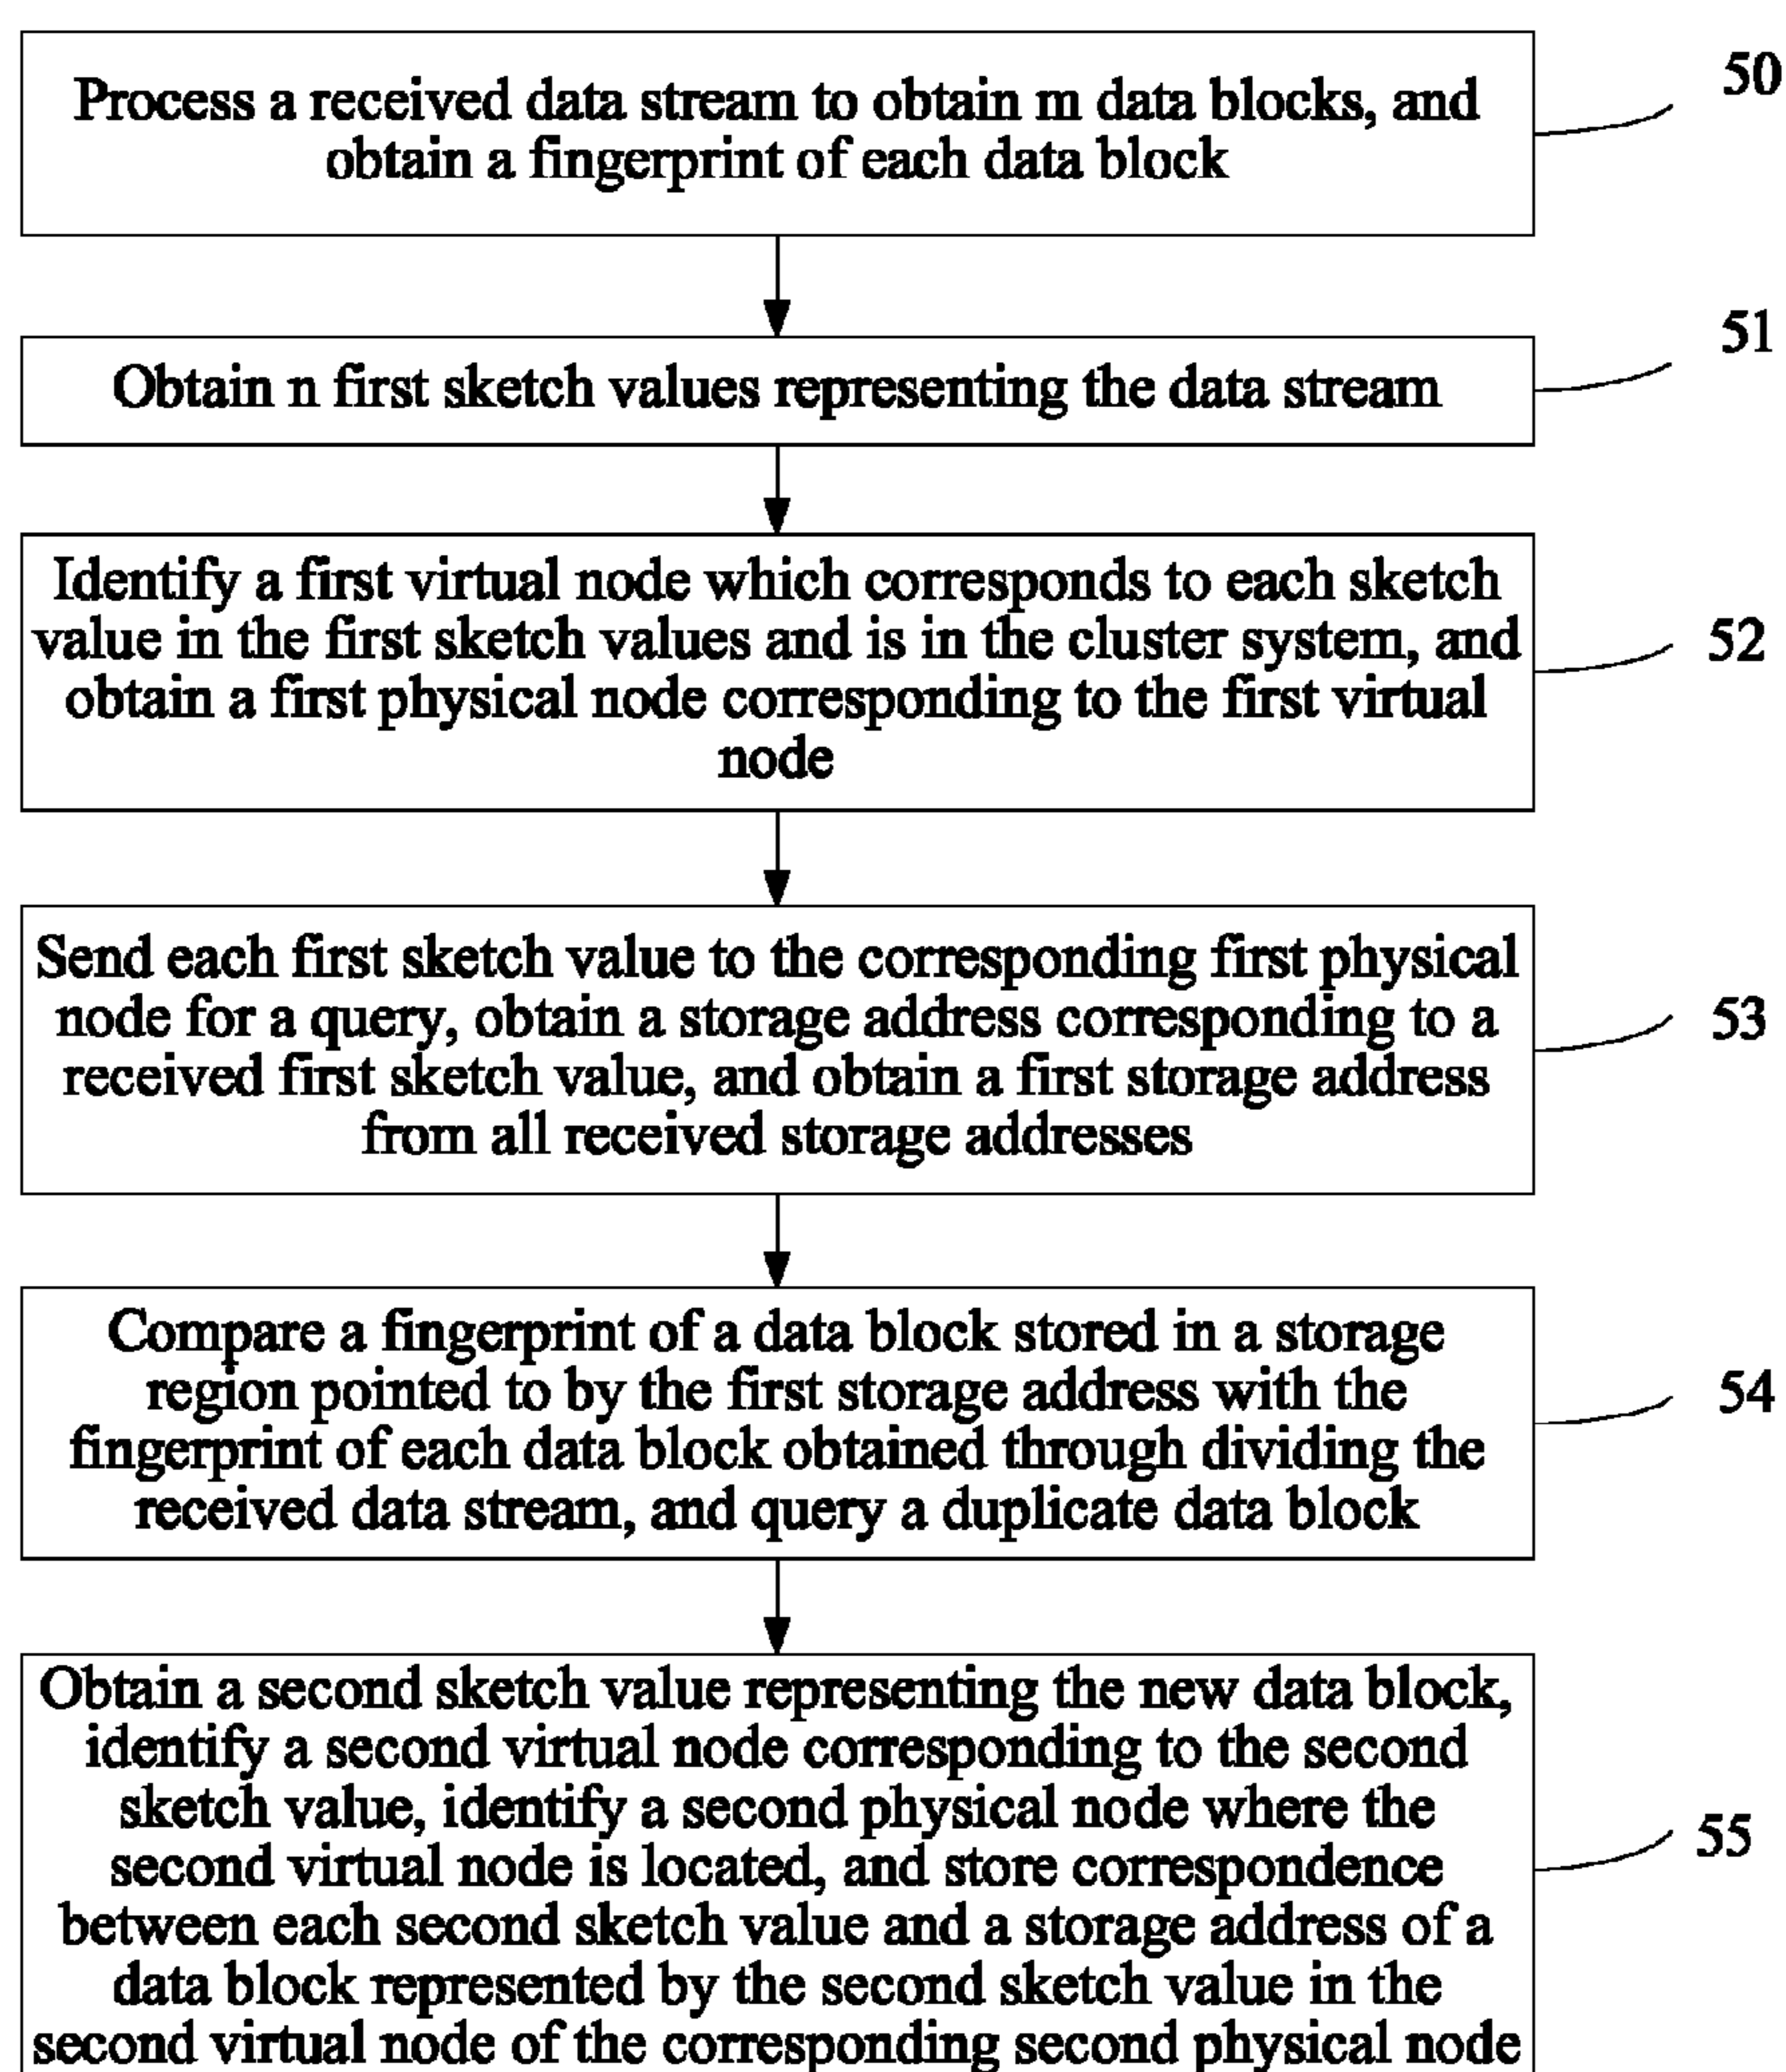 Process a received data stream to obtain m data blocks, and
obtain a fingerprint of each data block
50
Obtain n first sketch values representing the data stream
51
Identify a first virtual node which corresponds to each sketch
value in the first sketch values and is in the cluster system, and
obtain a first physical node corresponding to the first virtual
node
52
Send each first sketch value to the corresponding first physical
node for a query, obtain a storage address corresponding to a
received first sketch value, and obtain a first storage address
from all received storage addresses
53
Compare a fingerprint of a data block stored in a storage
region pointed to by the first storage address with the
fingerprint of each data block obtained through dividing the
received data stream, and query a duplicate data block
54
Obtain a second sketch value representing the new data block,
identify a second virtual node corresponding to the second
sketch value, identify a second physical node where the
second virtual node is located, and store correspondence
between each second sketch value and a storage address of a
data block represented by the second sketch value in the
second virtual node of the corresponding second physical node
55